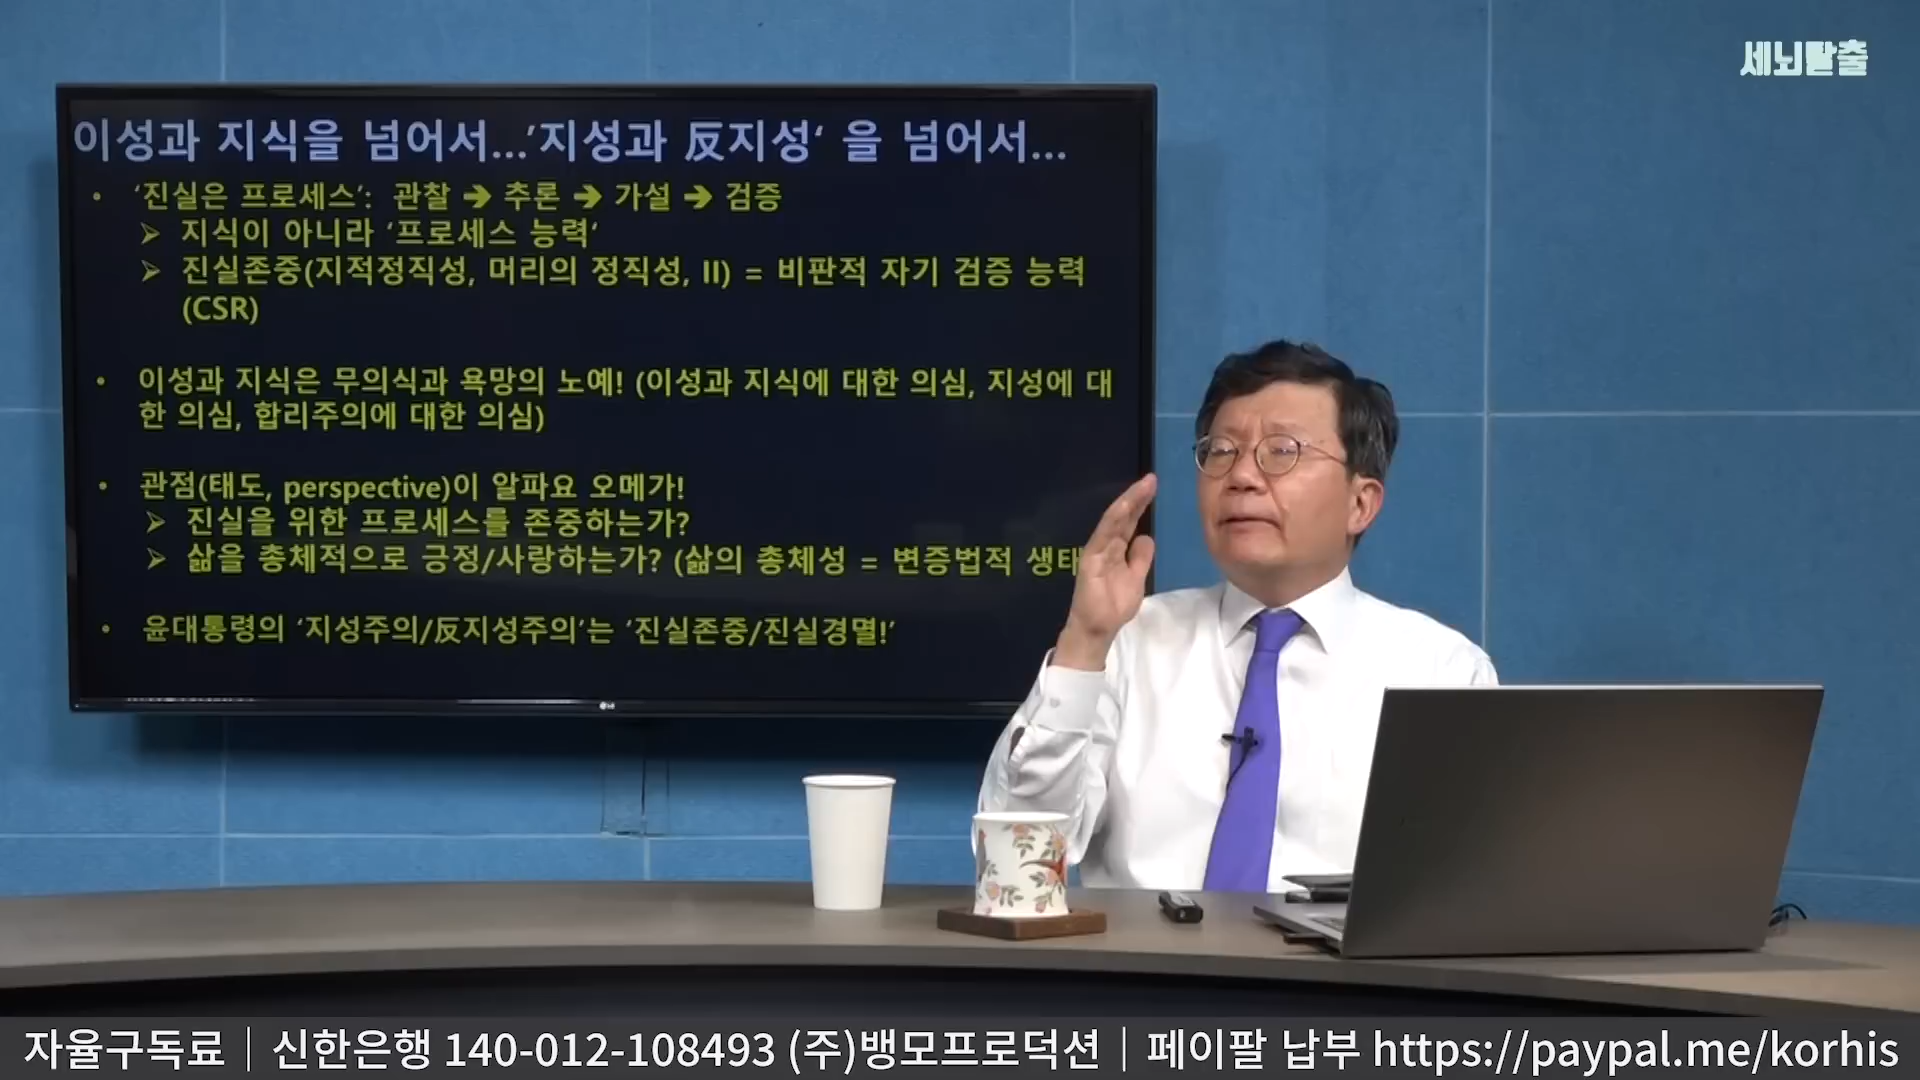 세뇌탈출
이성과 지식을 넘어서...’지성과 反지성‘ 을 넘어서...
• ‘진실은 프로세스’: 관찰 ➔ 추론 ➔ 가설 ➔ 검증
➢ 지식이 아니라 ‘프로세스 능력‘
➢ 진실존중(지적정직성, 머리의 정직성, II) = 비판적 자기 검증 능력
(CSR)
• 이성과 지식은 무의식과 욕망의 노예! (이성과 지식에 대한 의심, 지성에 대
한 의심, 합리주의에 대한 의심)
• 관점(태도, perspective)이 알파요 오메가!
➢ 진실을 위한 프로세스를 존중하는가?
➢ 삶을 총체적으로 긍정/사랑하는가? (삶의 총체성 = 변증법적 생태
• 윤대통령의 ‘지성주의/反지성주의’는 ‘진실존중/진실경멸!’
LG
자율구독료｜신한은행 140-012-108493 (주)뱅모프로덕션｜페이팔 납부 https://paypal.me/korhis